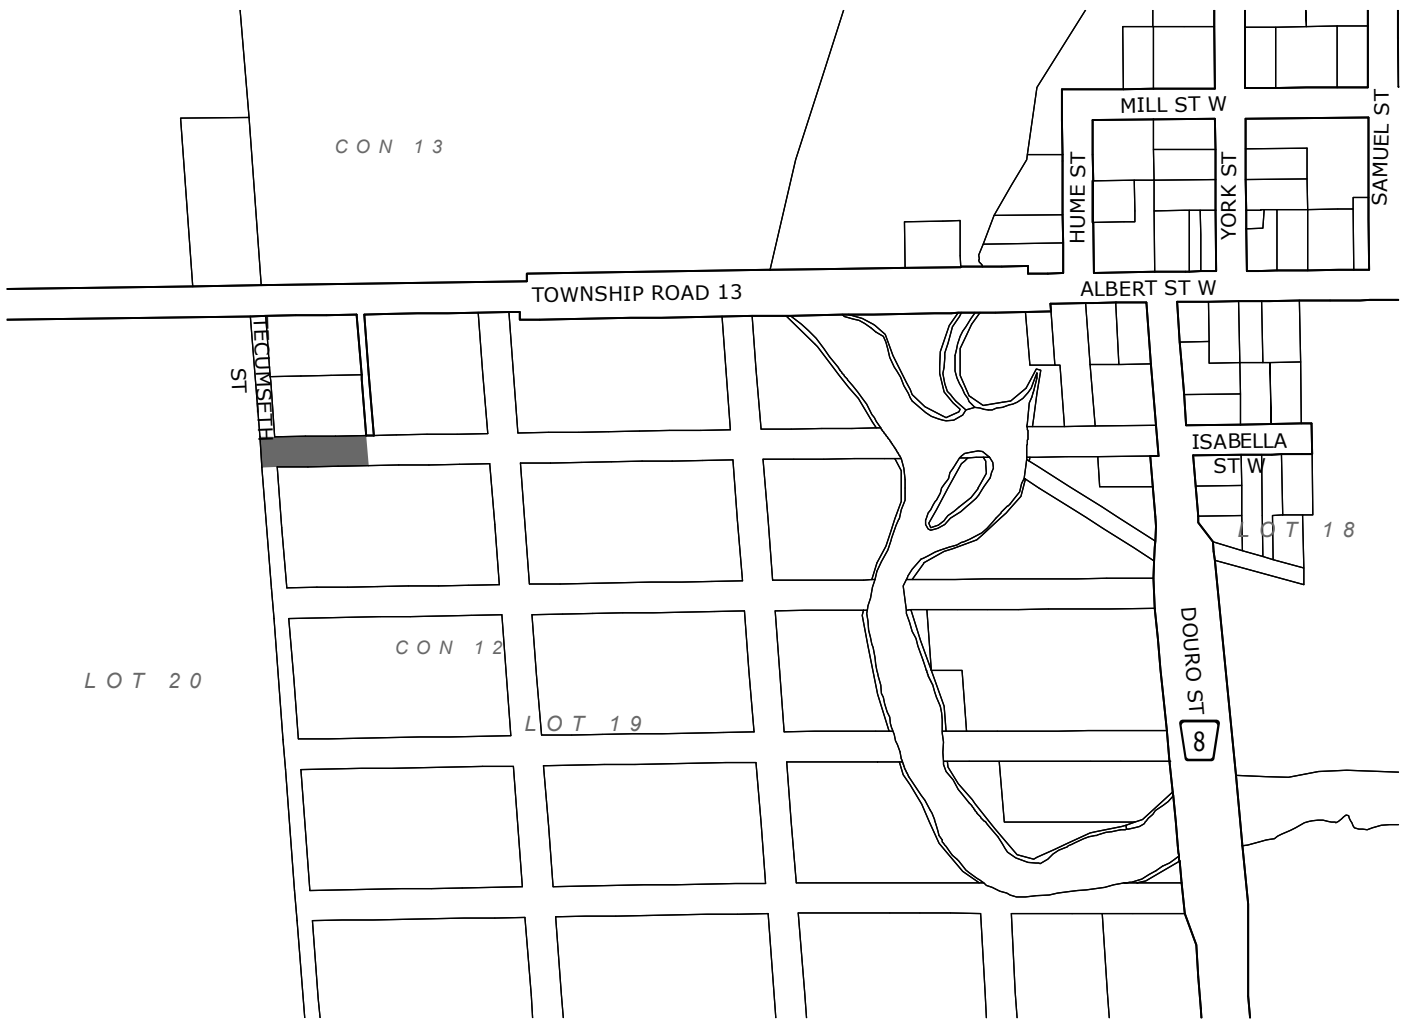 MILL ST W
SAMUEL ST
CON 13
HUME ST
YORK ST
TOWNSHIP ROAD 13
ALBERT ST W
TECUMSETH
ST
ISABELLA
ST W
LOT 18
CON 12
DOURO ST
LOT 20
LOT 19
8